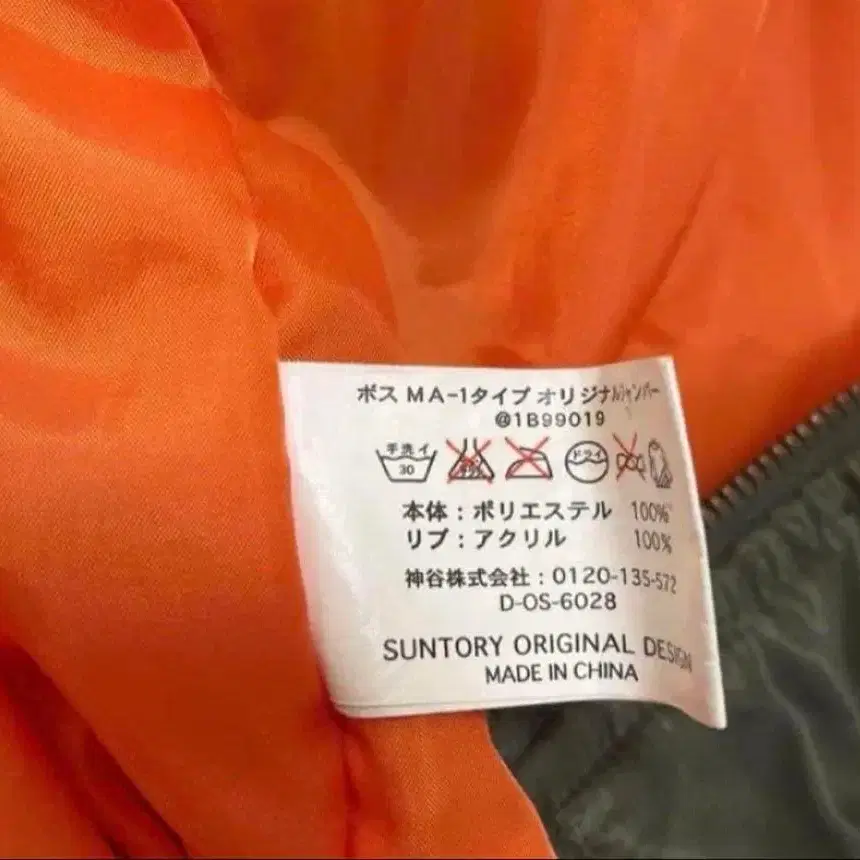 ボス MA-1タイプ オリジナルジャンパー
@1B99019
手洗イ 30 ドライ
本体：ポリエステル 100%
リブ：アクリル 100%
神谷株式会社：0120-135-572
D-OS-6028
SUNTORY ORIGINAL DESIGN
MADE IN CHINA